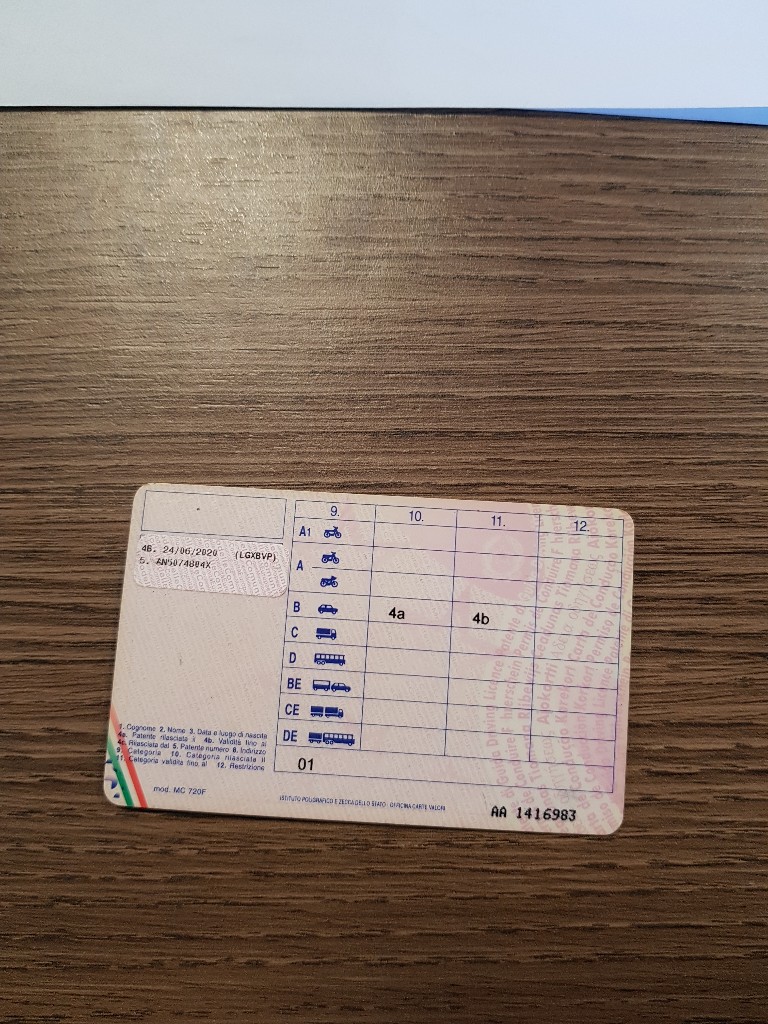 4B. 24/06/2020 (LGXBVP)
5. AN5074804X
9. 10. 11. 12.
A1
A
B 4a 4b
C
D
BE
CE
DE
01
1. Cognome 2. Nome 3. Data e luogo di nascita
4a. Patente rilasciata il 4b. Validità fino al
4c. Rilasciata dal 5. Patente numero 8. Indirizzo
9. Categoria 10. Categoria rilasciata il
11. Categoria valida fino al 12. Restrizione
mod. MC 720F
ISTITUTO POLIGRAFICO E ZECCA DELLO STATO - OFFICINA CARTE VALORI
AA 1416983